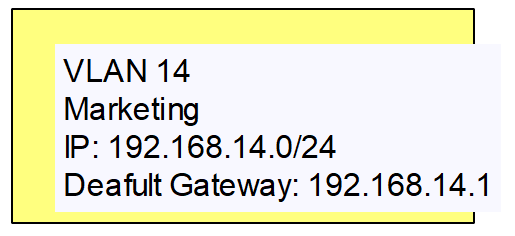 VLAN 14
Marketing
IP: 192.168.14.0/24
Deafult Gateway: 192.168.14.1